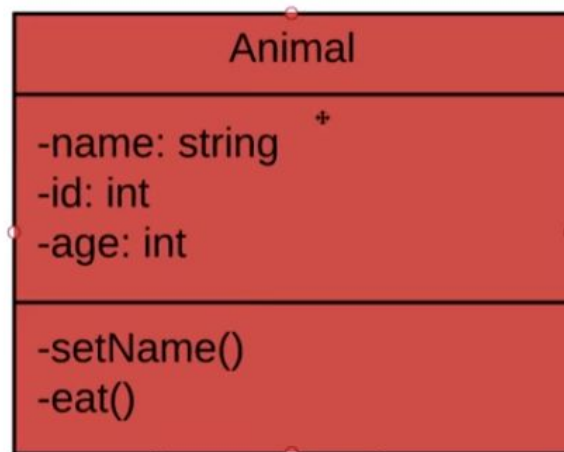 Animal
-name: string
-id: int
-age: int
-setName()
-eat()